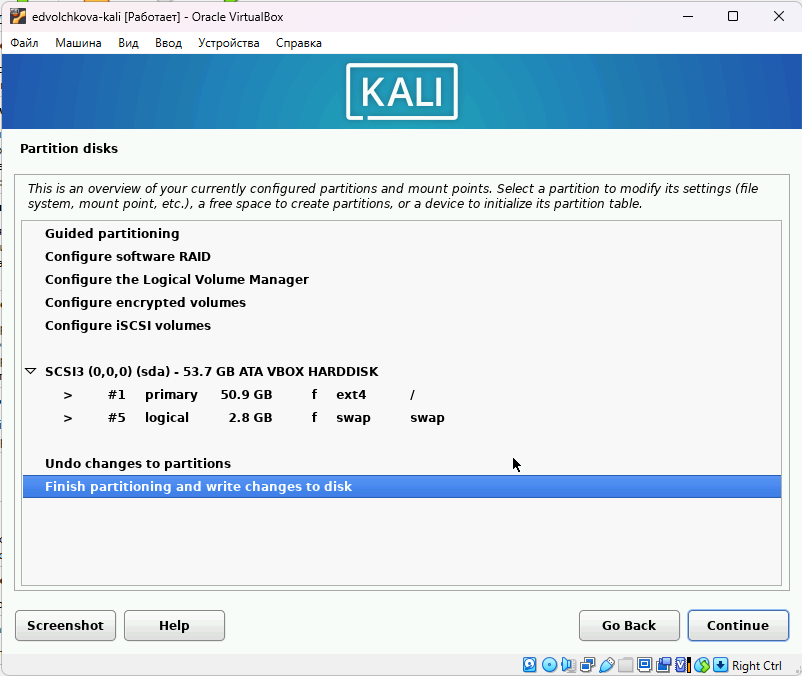 edvolchkova-kali [Работает] - Oracle VirtualBox
Файл Машина Вид Ввод Устройства Справка
KALI
Partition disks
This is an overview of your currently configured partitions and mount points. Select a partition to modify its settings (file
system, mount point, etc.), a free space to create partitions, or a device to initialize its partition table.
Guided partitioning
Configure software RAID
Configure the Logical Volume Manager
Configure encrypted volumes
Configure iSCSI volumes
SCSI3 (0,0,0) (sda) - 53.7 GB ATA VBOX HARDDISK
> #1 primary 50.9 GB f ext4 /
> #5 logical 2.8 GB f swap swap
Undo changes to partitions
Finish partitioning and write changes to disk
Screenshot Help Go Back Continue
Right Ctrl